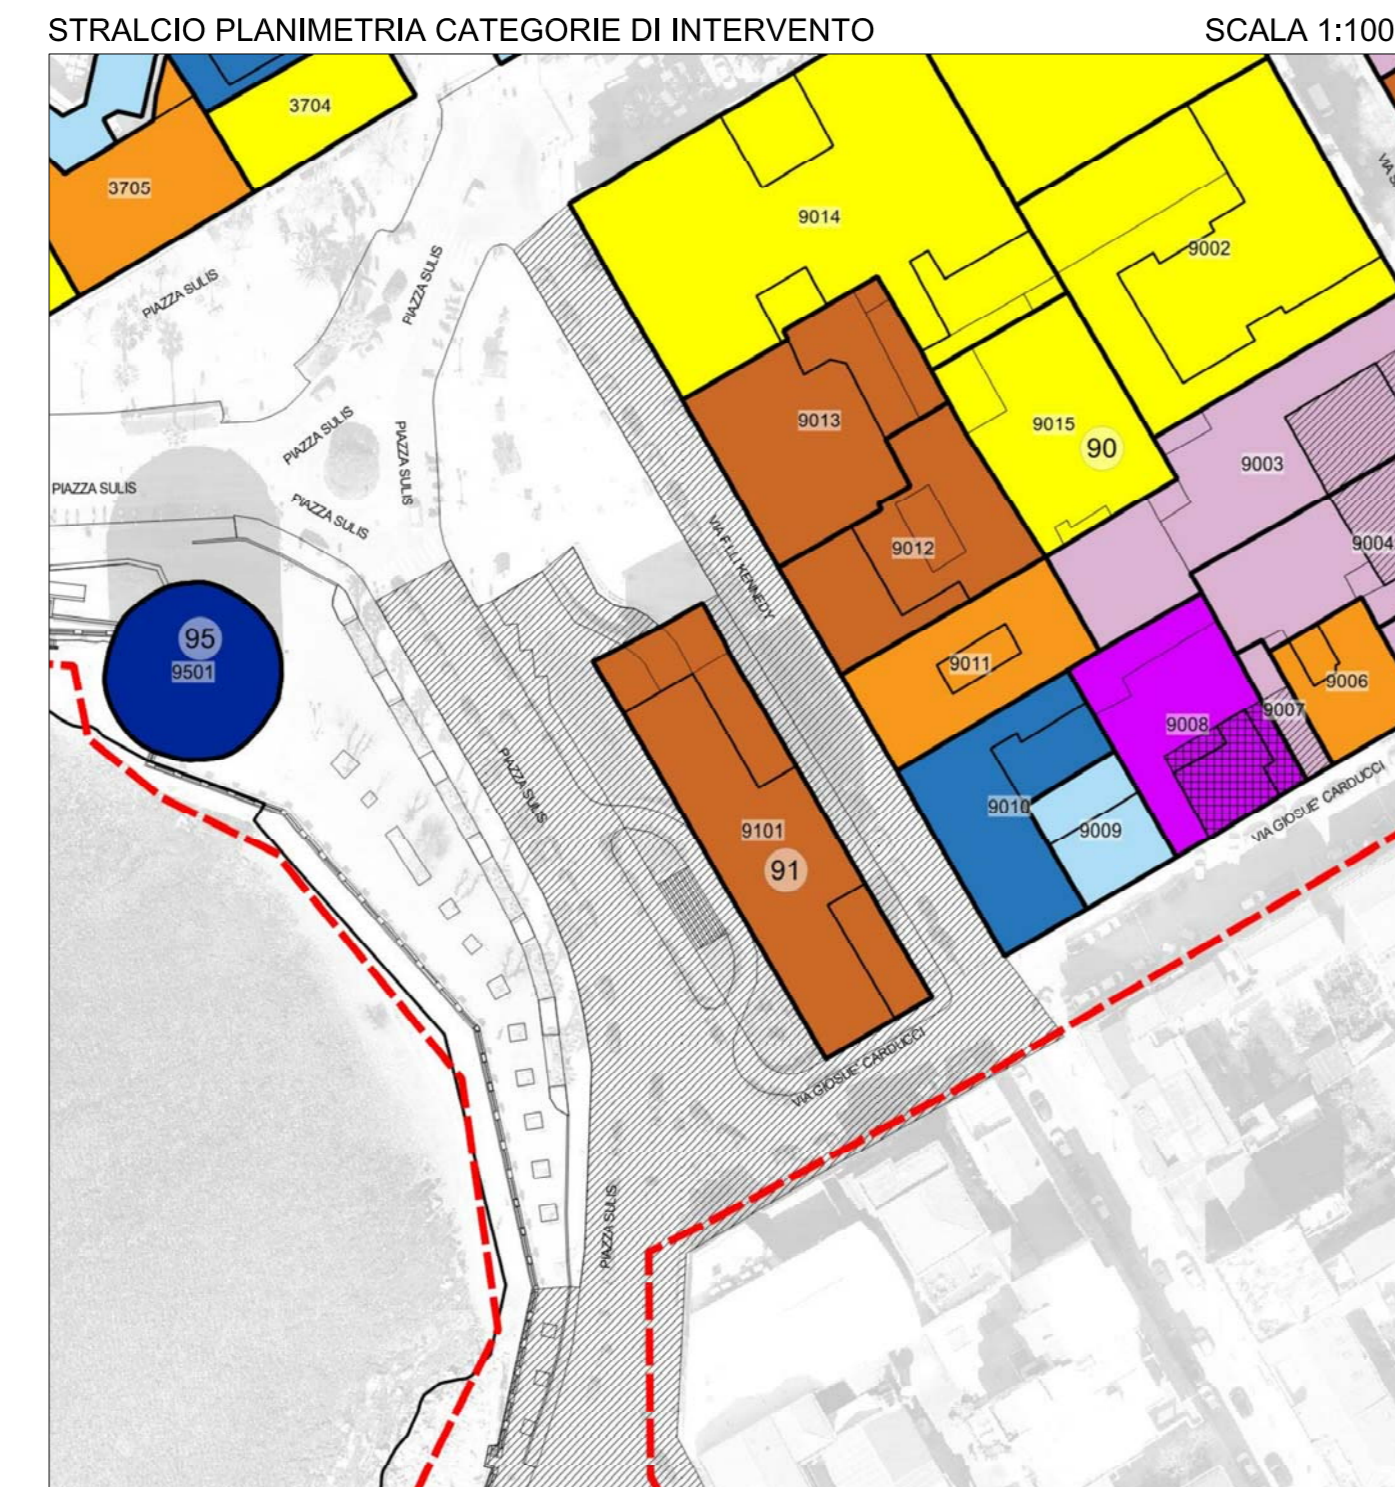 STRALCIO PLANIMETRIA CATEGORIE DI INTERVENTO
SCALA 1:100
3704
3705
PIAZZA SULIS
PIAZZA SULIS
9014
9002
9013
9015
90
9003
PIAZZA SULIS
PIAZZA SULIS
PIAZZA SULIS
PIAZZA SULIS
VIA F.LLI KENNEDY
9012
9004
95
9501
9011
9006
9007
9008
PIAZZA SULIS
9010
9009
VIA GIOSUE' CARDUCCI
9101
91
VIA GIOSUE' CARDUCCI
PIAZZA SULIS